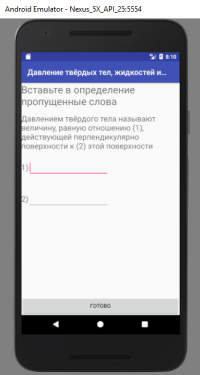 Android Emulator - Nexus_5X_API_25:5554
8:10
Давление твёрдых тел, жидкостей и...
Вставьте в определение
пропущенные слова
Давлением твёрдого тела называют
величину, равную отношению (1),
действующей перпендикулярно
поверхности к (2) этой поверхности
1)
2)
ГОТОВО